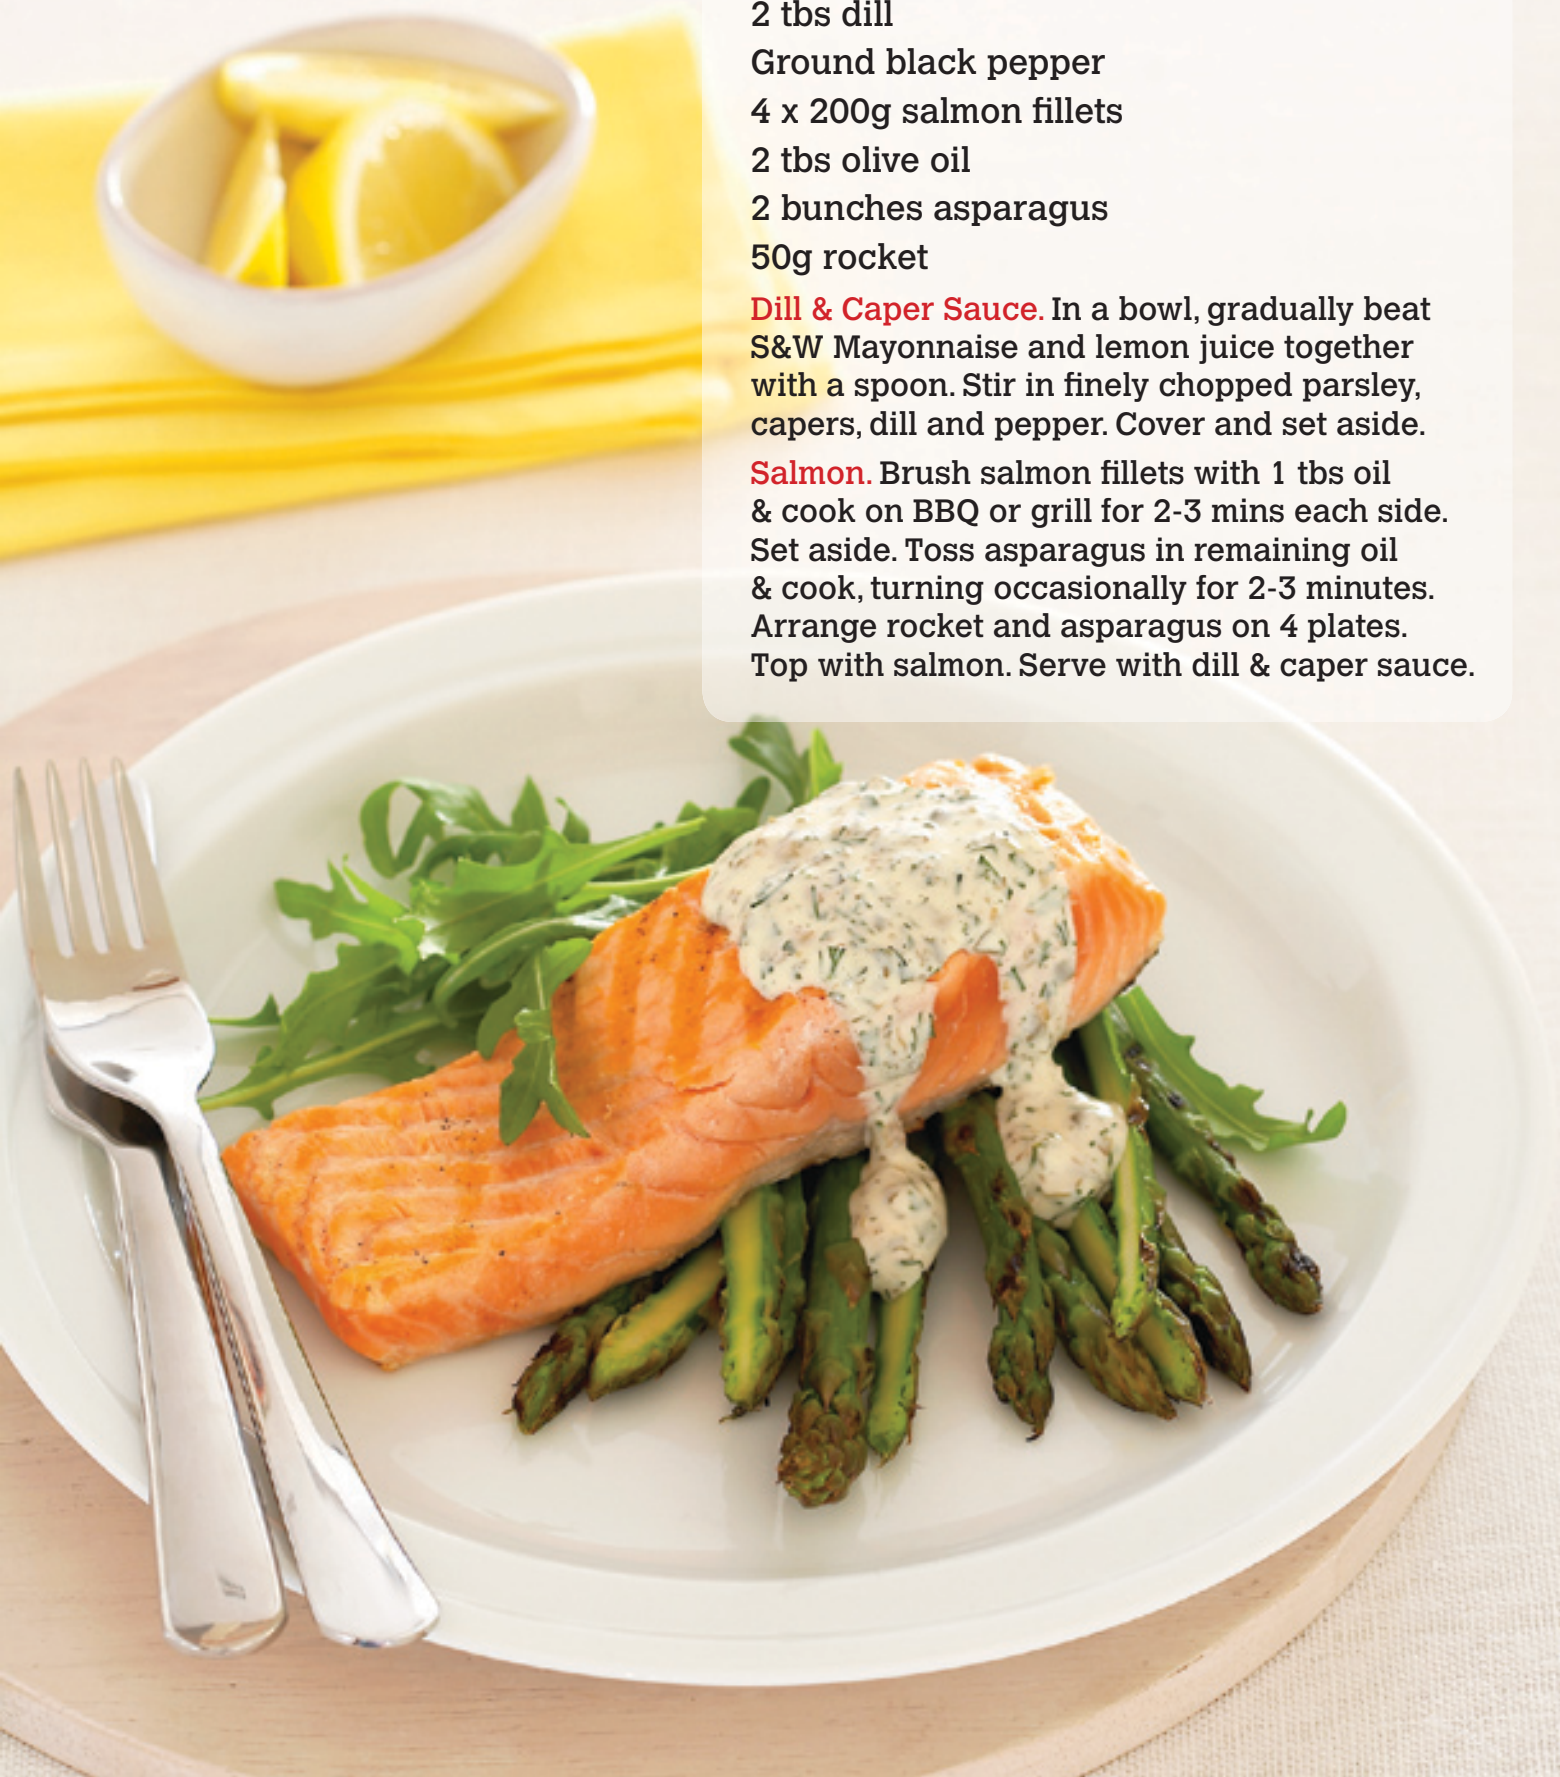 2 tbs dill
Ground black pepper
4 x 200g salmon fillets
2 tbs olive oil
2 bunches asparagus
50g rocket
Dill & Caper Sauce. In a bowl, gradually beat
S&W Mayonnaise and lemon juice together
with a spoon. Stir in finely chopped parsley,
capers, dill and pepper. Cover and set aside.
Salmon. Brush salmon fillets with 1 tbs oil
& cook on BBQ or grill for 2-3 mins each side.
Set aside. Toss asparagus in remaining oil
& cook, turning occasionally for 2-3 minutes.
Arrange rocket and asparagus on 4 plates.
Top with salmon. Serve with dill & caper sauce.